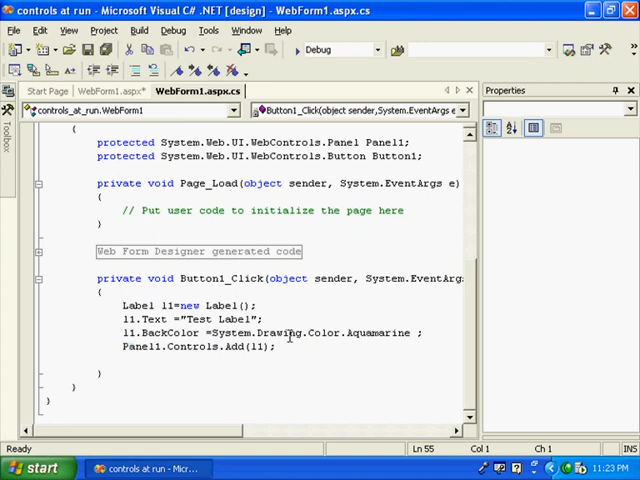 controls at run - Microsoft Visual C# .NET [design] - WebForm1.aspx.cs
File Edit View Project Build Debug Tools Window Help
Debug
Start Page WebForm1.aspx* WebForm1.aspx.cs
controls_at_run.WebForm1 Button1_Click(object sender,System.EventArgs e
Toolbox
{
protected System.Web.UI.WebControls.Panel Panel1;
protected System.Web.UI.WebControls.Button Button1;
private void Page_Load(object sender, System.EventArgs e)
{
// Put user code to initialize the page here
}
Web Form Designer generated code
private void Button1_Click(object sender, System.EventArgs
{
Label l1=new Label();
l1.Text ="Test Label";
l1.BackColor =System.Drawing.Color.Aquamarine ;
Panel1.Controls.Add(l1);
}
}
}
Properties
Ready Ln 55 Col 1 Ch 1 INS
start controls at run - Micr... 11:23 PM